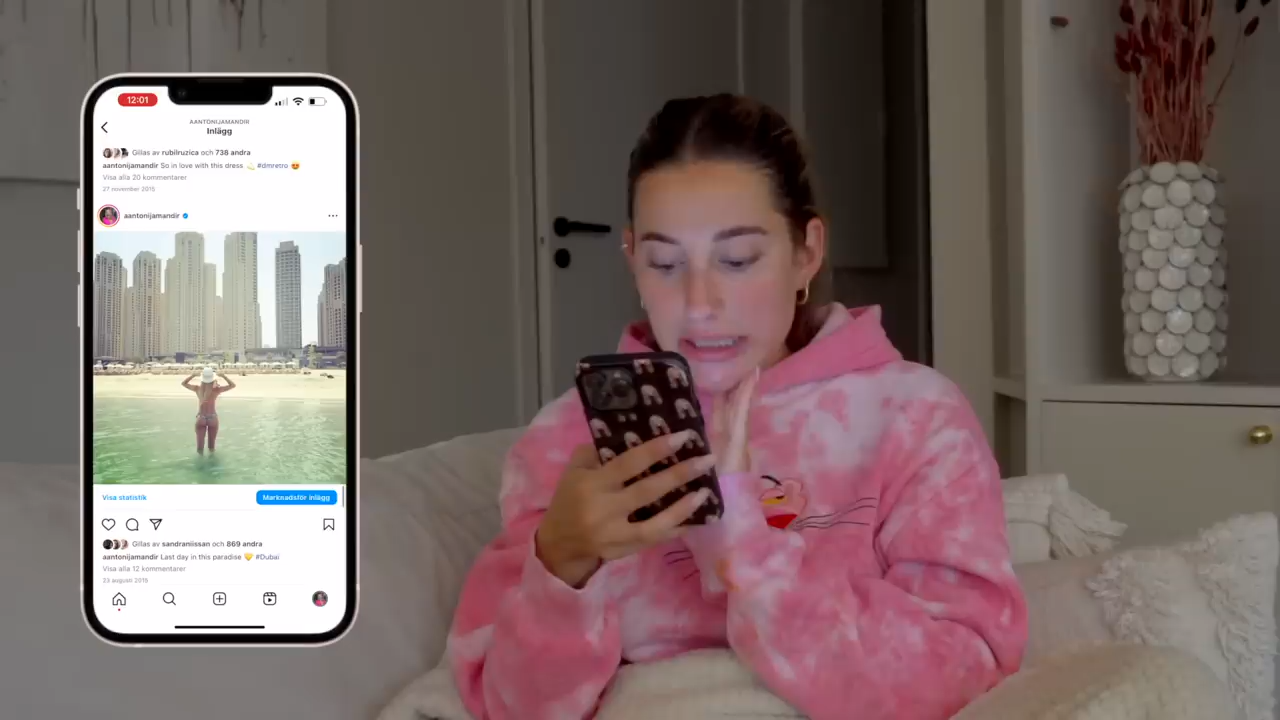 12:01
AANTONIJAMANDIR
Inlägg
Gillas av rubilruzica och 738 andra
aantonijamandir So in love with this dress #dmretro
Visa alla 20 kommentarer
27 november 2015
aantonijamandir
Visa statistik
Marknadsför inlägg
Gillas av sandraniissan och 869 andra
aantonijamandir Last day in this paradise #Dubai
Visa alla 12 kommentarer
23 augusti 2015